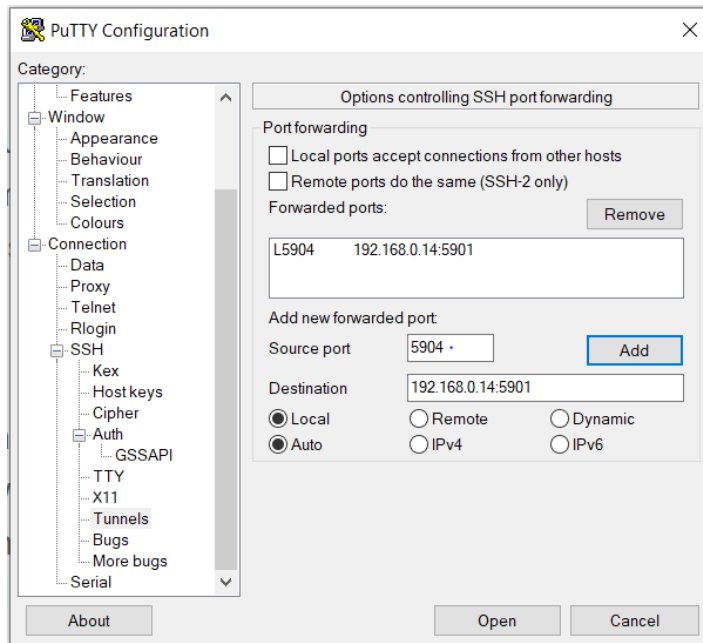 PuTTY Configuration
Category:
Features
Window
Appearance
Behaviour
Translation
Selection
Colours
Connection
Data
Proxy
Telnet
Rlogin
SSH
Kex
Host keys
Cipher
Auth
GSSAPI
TTY
X11
Tunnels
Bugs
More bugs
Serial
Options controlling SSH port forwarding
Port forwarding
Local ports accept connections from other hosts
Remote ports do the same (SSH-2 only)
Forwarded ports:
Remove
L5904 192.168.0.14:5901
Add new forwarded port:
Source port 5904 Add
Destination 192.168.0.14:5901
Local Remote Dynamic
Auto IPv4 IPv6
About Open Cancel